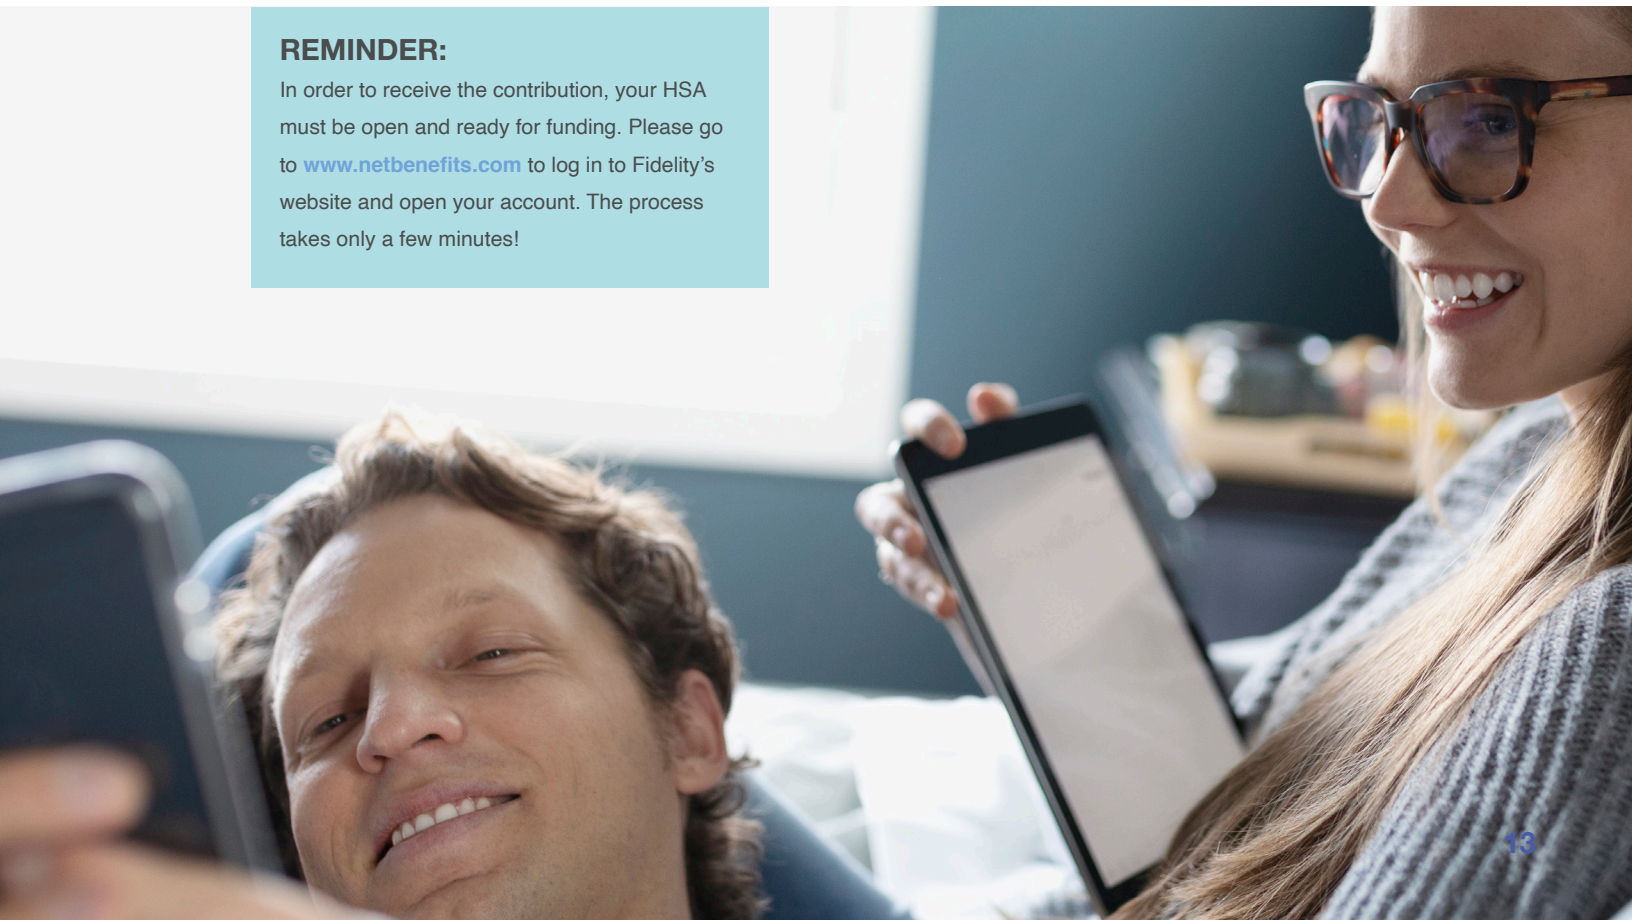 REMINDER:
In order to receive the contribution, your HSA
must be open and ready for funding. Please go
to www.netbenefits.com to log in to Fidelity’s
website and open your account. The process
takes only a few minutes!
13